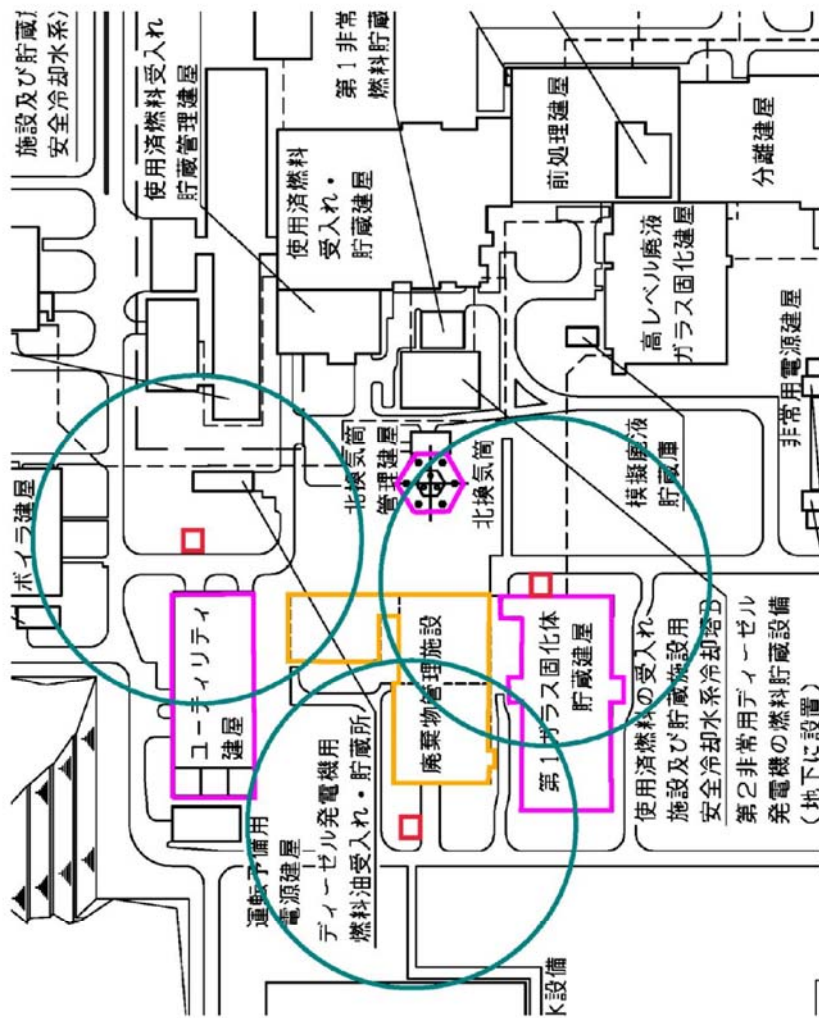 施設及び貯蔵
安全冷却水系冷
使用済燃料受入れ
貯蔵管理建屋
第1非常
燃料貯蔵
使用済燃料
受入れ・
貯蔵建屋
前処理建屋
分離建屋
高レベル廃液
ガラス固化建屋
非常用電源建屋
模擬廃液
貯蔵庫
北換気筒
管理建屋
北換気筒
ボイラ建屋
ユーティリティ
建屋
廃棄物管理施設
第1ガラス固化体
貯蔵建屋
使用済燃料の受入れ
施設及び貯蔵施設用
安全冷却水系冷却塔B
第2非常用ディーゼル
発電機の燃料貯蔵設備
(地下に設置)
運転予備用
電源建屋
ディーゼル発電機用
燃料油受入れ・貯蔵所
水設備